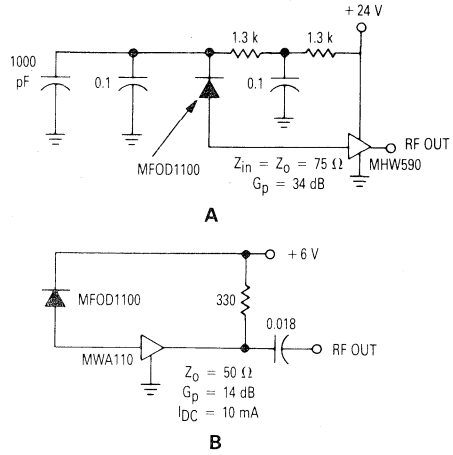 + 24 V
1.3 k
1.3 k
1000
pF
0.1
0.1
MFOD1100
Zin = Zo = 75 Ω
Gp = 34 dB
RF OUT
MHW590
A
+ 6 V
MFOD1100
330
0.018
MWA110
RF OUT
Zo = 50 Ω
Gp = 14 dB
IDC = 10 mA
B